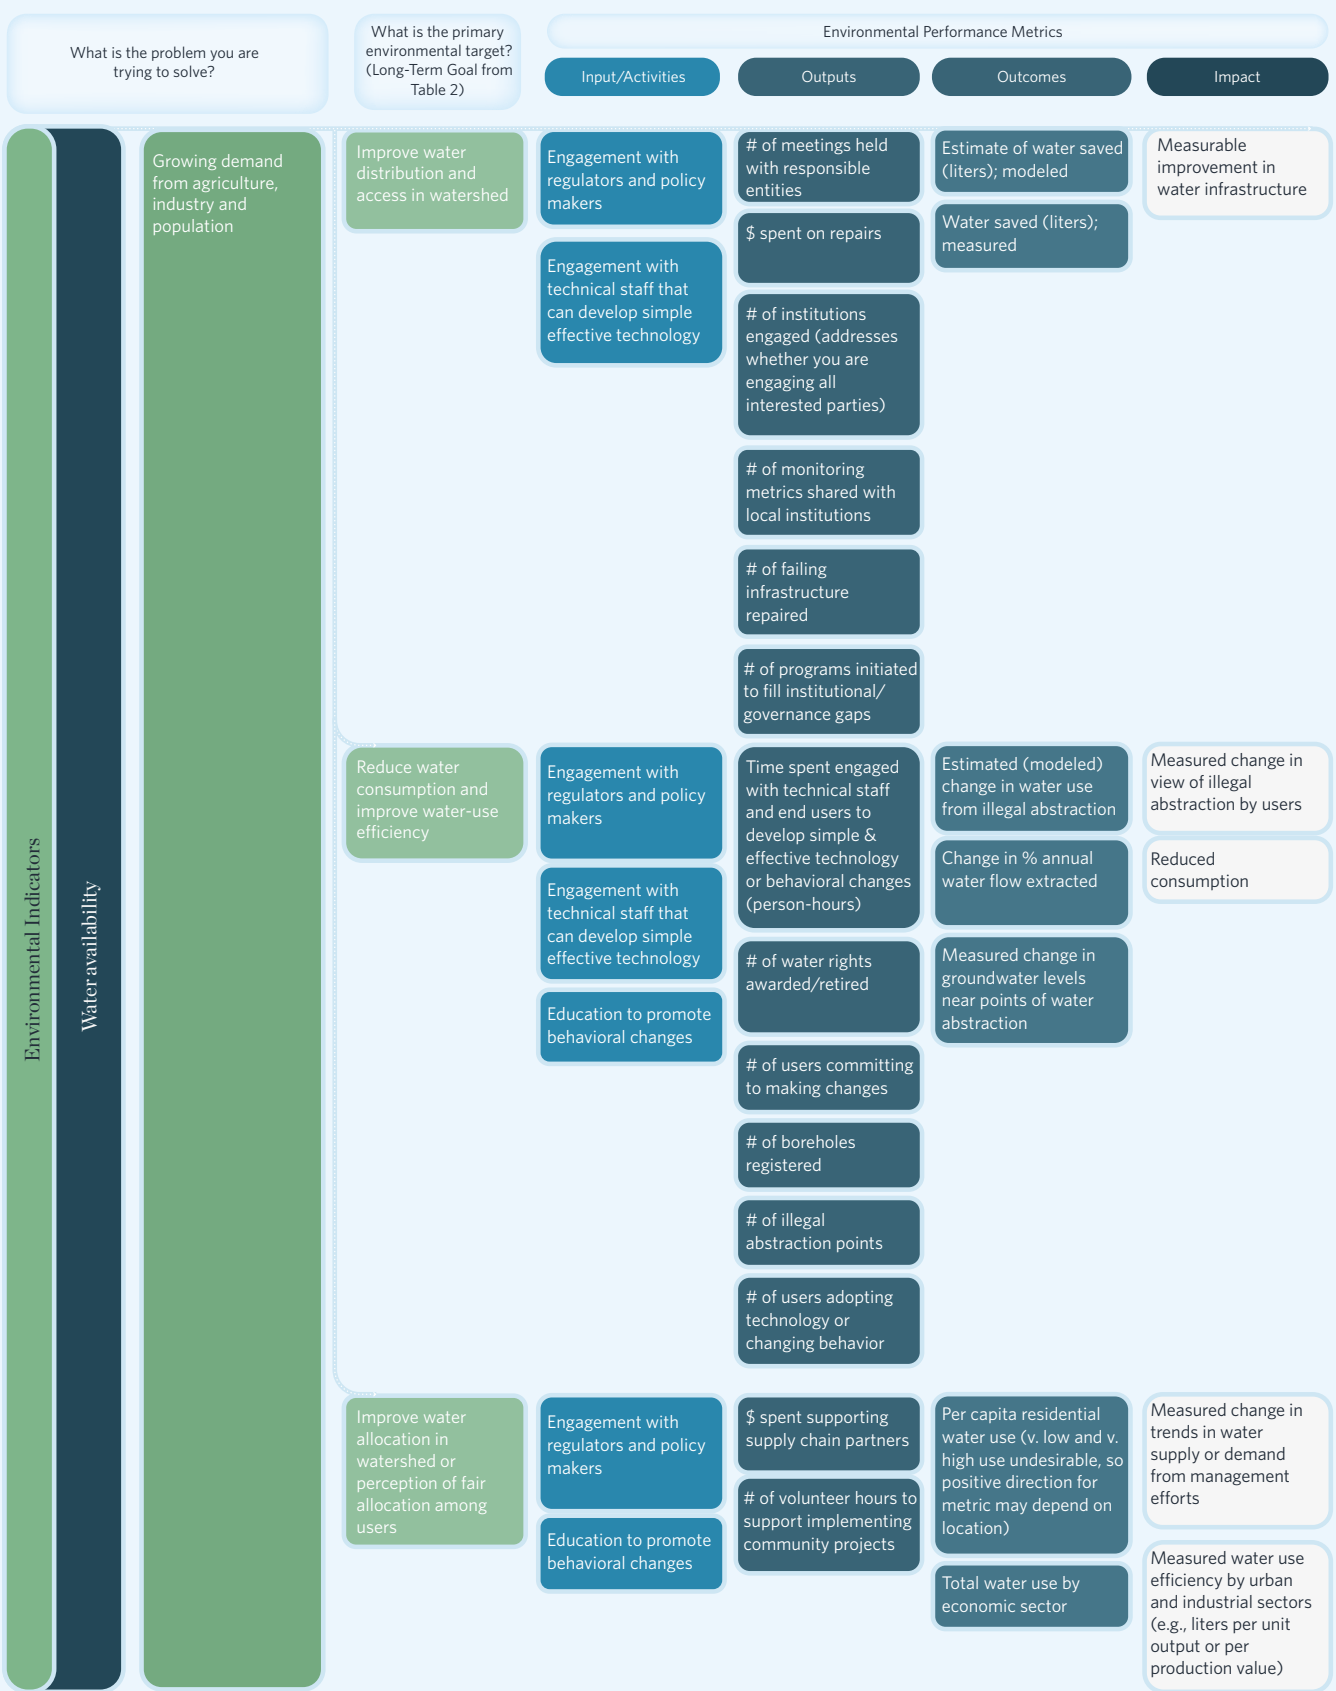 What is the problem you are
trying to solve?
What is the primary
environmental target?
(Long-Term Goal from
Table 2)
Environmental Performance Metrics
Input/Activities
Outputs
Outcomes
Impact
Environmental Indicators
Water availability
Growing demand
from agriculture,
industry and
population
Improve water
distribution and
access in watershed
Engagement with
regulators and policy
makers
Engagement with
technical staff that
can develop simple
effective technology
# of meetings held
with responsible
entities
$ spent on repairs
# of institutions
engaged (addresses
whether you are
engaging all
interested parties)
# of monitoring
metrics shared with
local institutions
# of failing
infrastructure
repaired
# of programs initiated
to fill institutional/
governance gaps
Estimate of water saved
(liters); modeled
Water saved (liters);
measured
Measurable
improvement in
water infrastructure
Reduce water
consumption and
improve water-use
efficiency
Engagement with
regulators and policy
makers
Engagement with
technical staff that
can develop simple
effective technology
Education to promote
behavioral changes
Time spent engaged
with technical staff
and end users to
develop simple &
effective technology
or behavioral changes
(person-hours)
# of water rights
awarded/retired
# of users committing
to making changes
# of boreholes
registered
# of illegal
abstraction points
# of users adopting
technology or
changing behavior
Estimated (modeled)
change in water use
from illegal abstraction
Change in % annual
water flow extracted
Measured change in
groundwater levels
near points of water
abstraction
Measured change in
view of illegal
abstraction by users
Reduced
consumption
Improve water
allocation in
watershed or
perception of fair
allocation among
users
Engagement with
regulators and policy
makers
Education to promote
behavioral changes
$ spent supporting
supply chain partners
# of volunteer hours to
support implementing
community projects
Per capita residential
water use (v. low and v.
high use undesirable, so
positive direction for
metric may depend on
location)
Total water use by
economic sector
Measured change in
trends in water
supply or demand
from management
efforts
Measured water use
efficiency by urban
and industrial sectors
(e.g., liters per unit
output or per
production value)